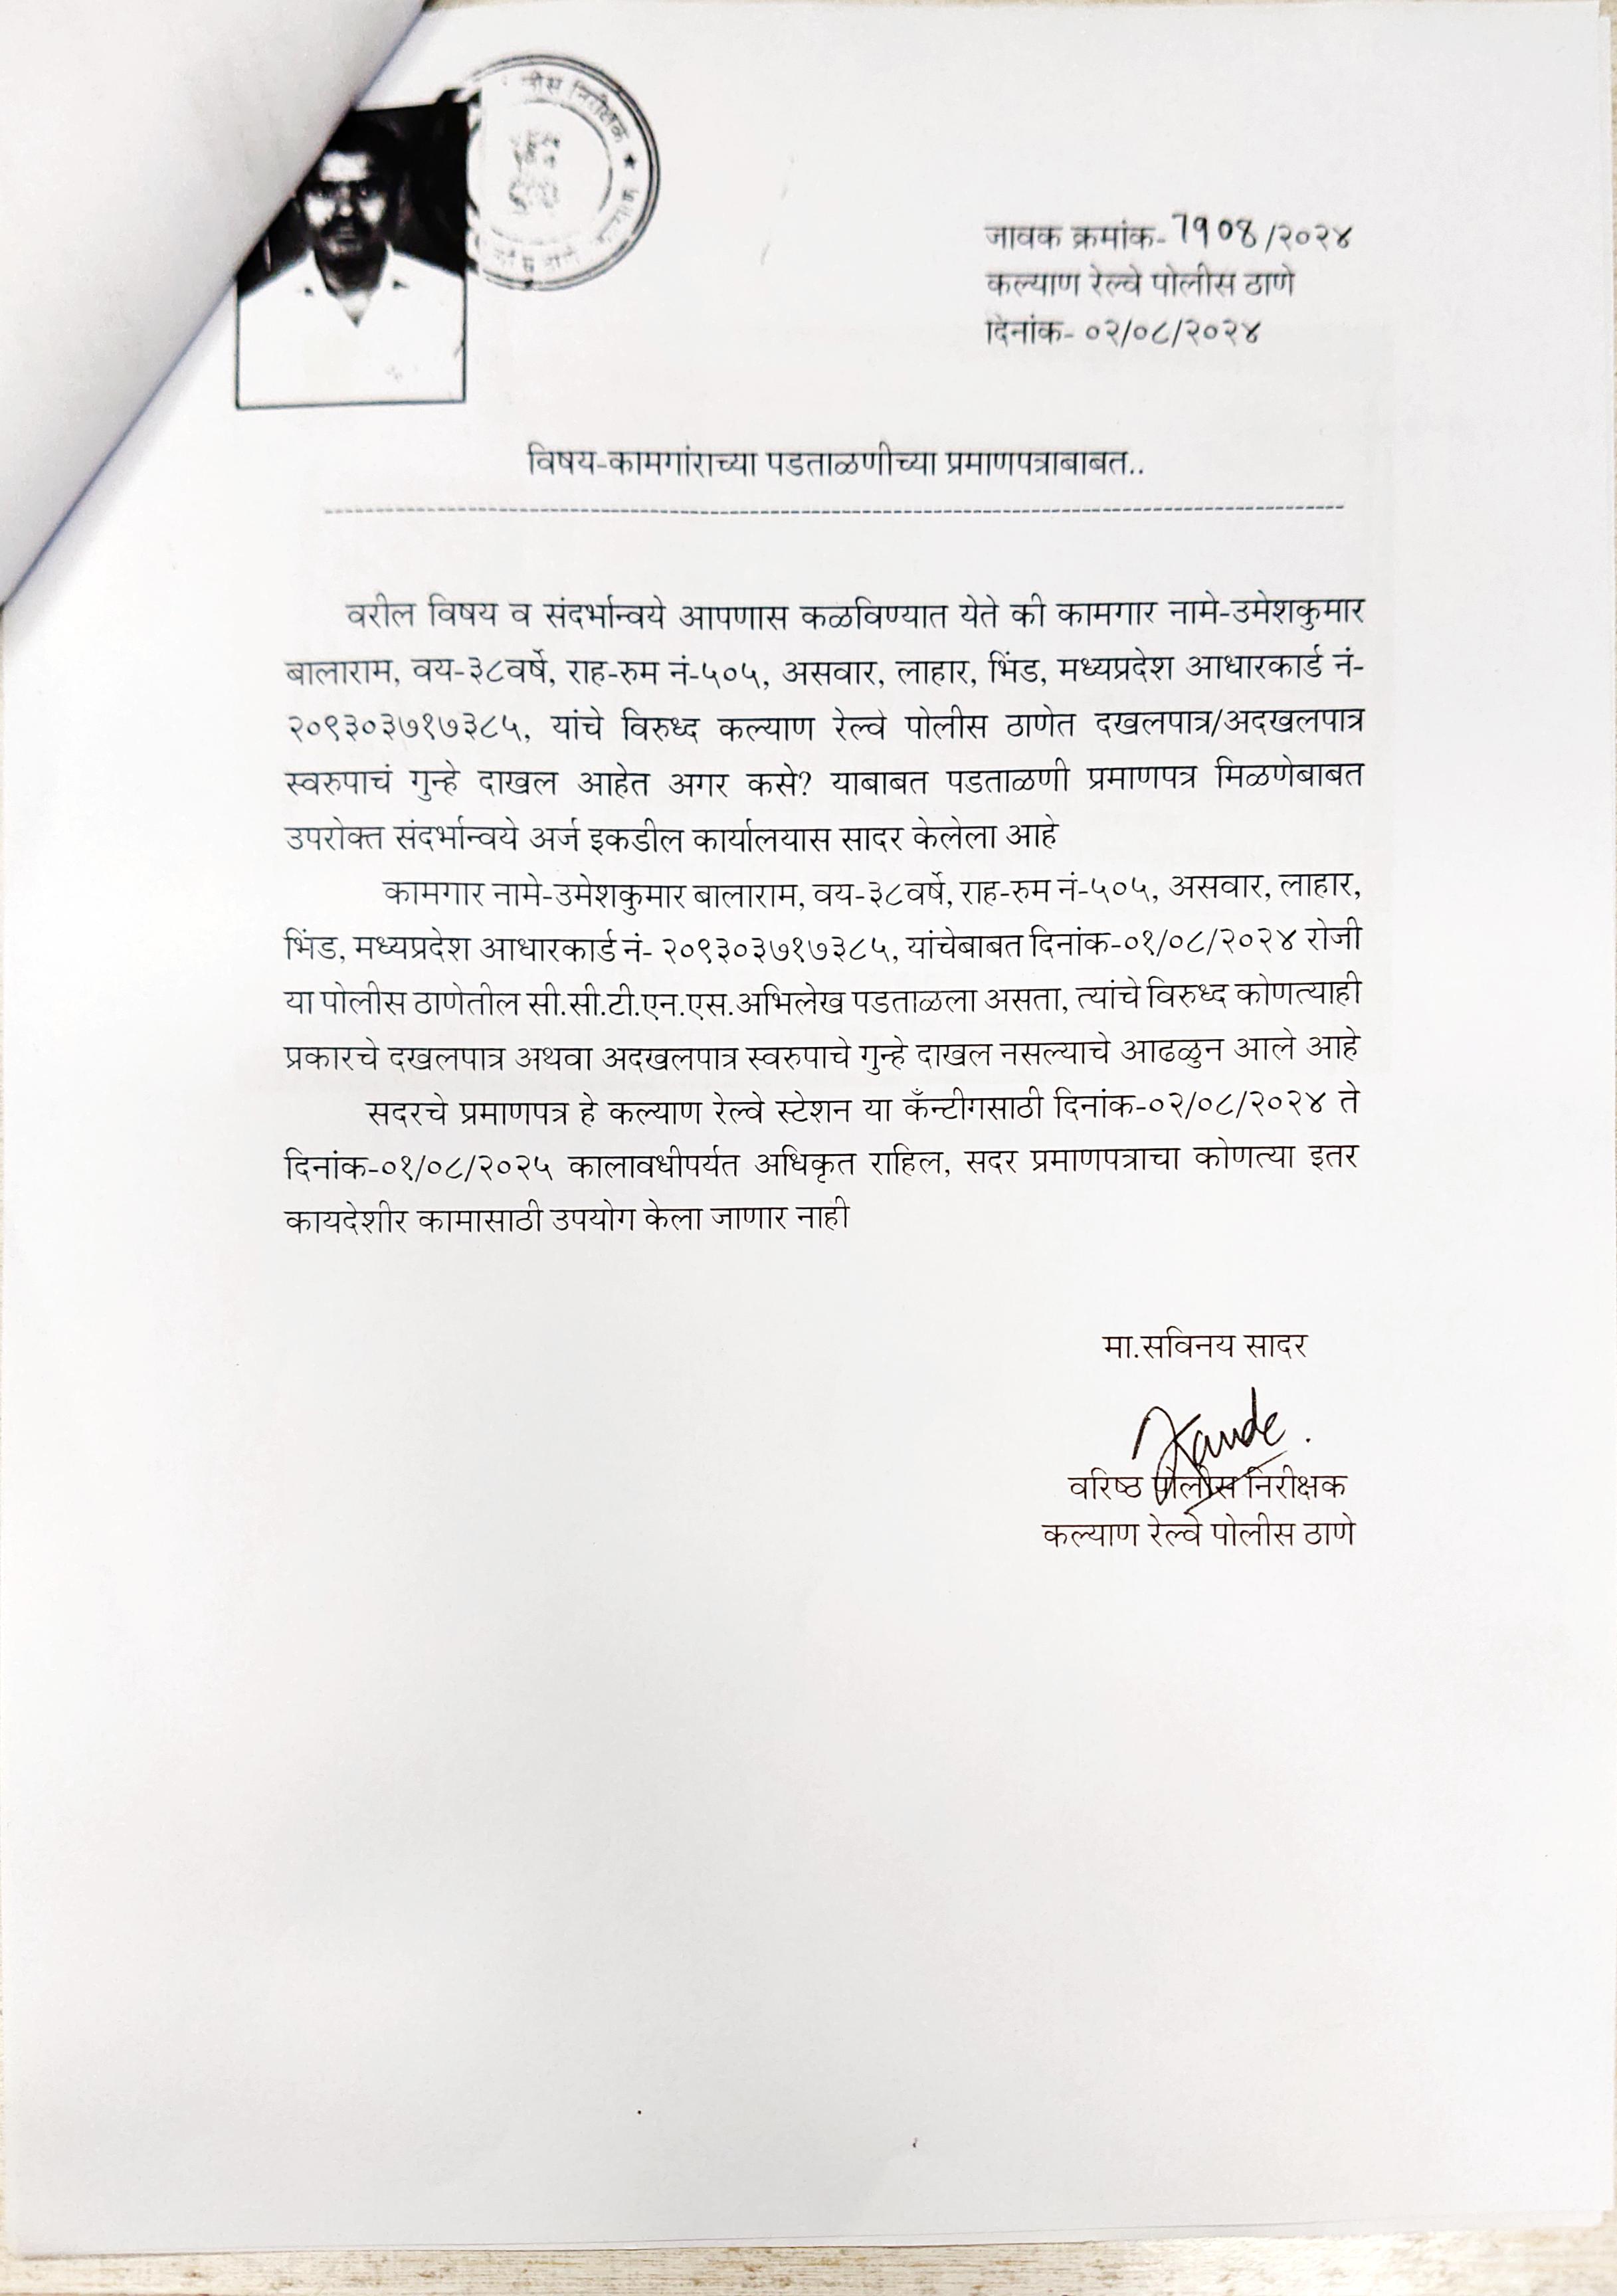 निरीक्षक ★
जावक क्रमांक- 7908/२०२४
कल्याण रेल्वे पोलीस ठाणे
दिनांक- ०२/०८/२०२४
विषय-कामगांराच्या पडताळणीच्या प्रमाणपत्राबाबत..
वरील विषय व संदर्भान्वये आपणास कळविण्यात येते की कामगार नामे-उमेशकुमार
बालाराम, वय-३८वर्षे, राह-रुम नं-५०५, असवार, लाहार, भिंड, मध्यप्रदेश आधारकार्ड नं-
२०९३०३७१७३८५, यांचे विरुध्द कल्याण रेल्वे पोलीस ठाणेत दखलपात्र/अदखलपात्र
स्वरुपाचं गुन्हे दाखल आहेत अगर कसे? याबाबत पडताळणी प्रमाणपत्र मिळणेबाबत
उपरोक्त संदर्भान्वये अर्ज इकडील कार्यालयास सादर केलेला आहे
कामगार नामे-उमेशकुमार बालाराम, वय-३८वर्षे, राह-रुम नं-५०५, असवार, लाहार,
भिंड, मध्यप्रदेश आधारकार्ड नं- २०९३०३७१७३८५, यांचेबाबत दिनांक-०१/०८/२०२४ रोजी
या पोलीस ठाणेतील सी.सी.टी.एन.एस.अभिलेख पडताळला असता, त्यांचे विरुध्द कोणत्याही
प्रकारचे दखलपात्र अथवा अदखलपात्र स्वरुपाचे गुन्हे दाखल नसल्याचे आढळुन आले आहे
सदरचे प्रमाणपत्र हे कल्याण रेल्वे स्टेशन या कँन्टीगसाठी दिनांक-०२/०८/२०२४ ते
दिनांक-०१/०८/२०२५ कालावधीपर्यत अधिकृत राहिल, सदर प्रमाणपत्राचा कोणत्या इतर
कायदेशीर कामासाठी उपयोग केला जाणार नाही
मा.सविनय सादर
वरिष्ठ पोलीस निरीक्षक
कल्याण रेल्वे पोलीस ठाणे